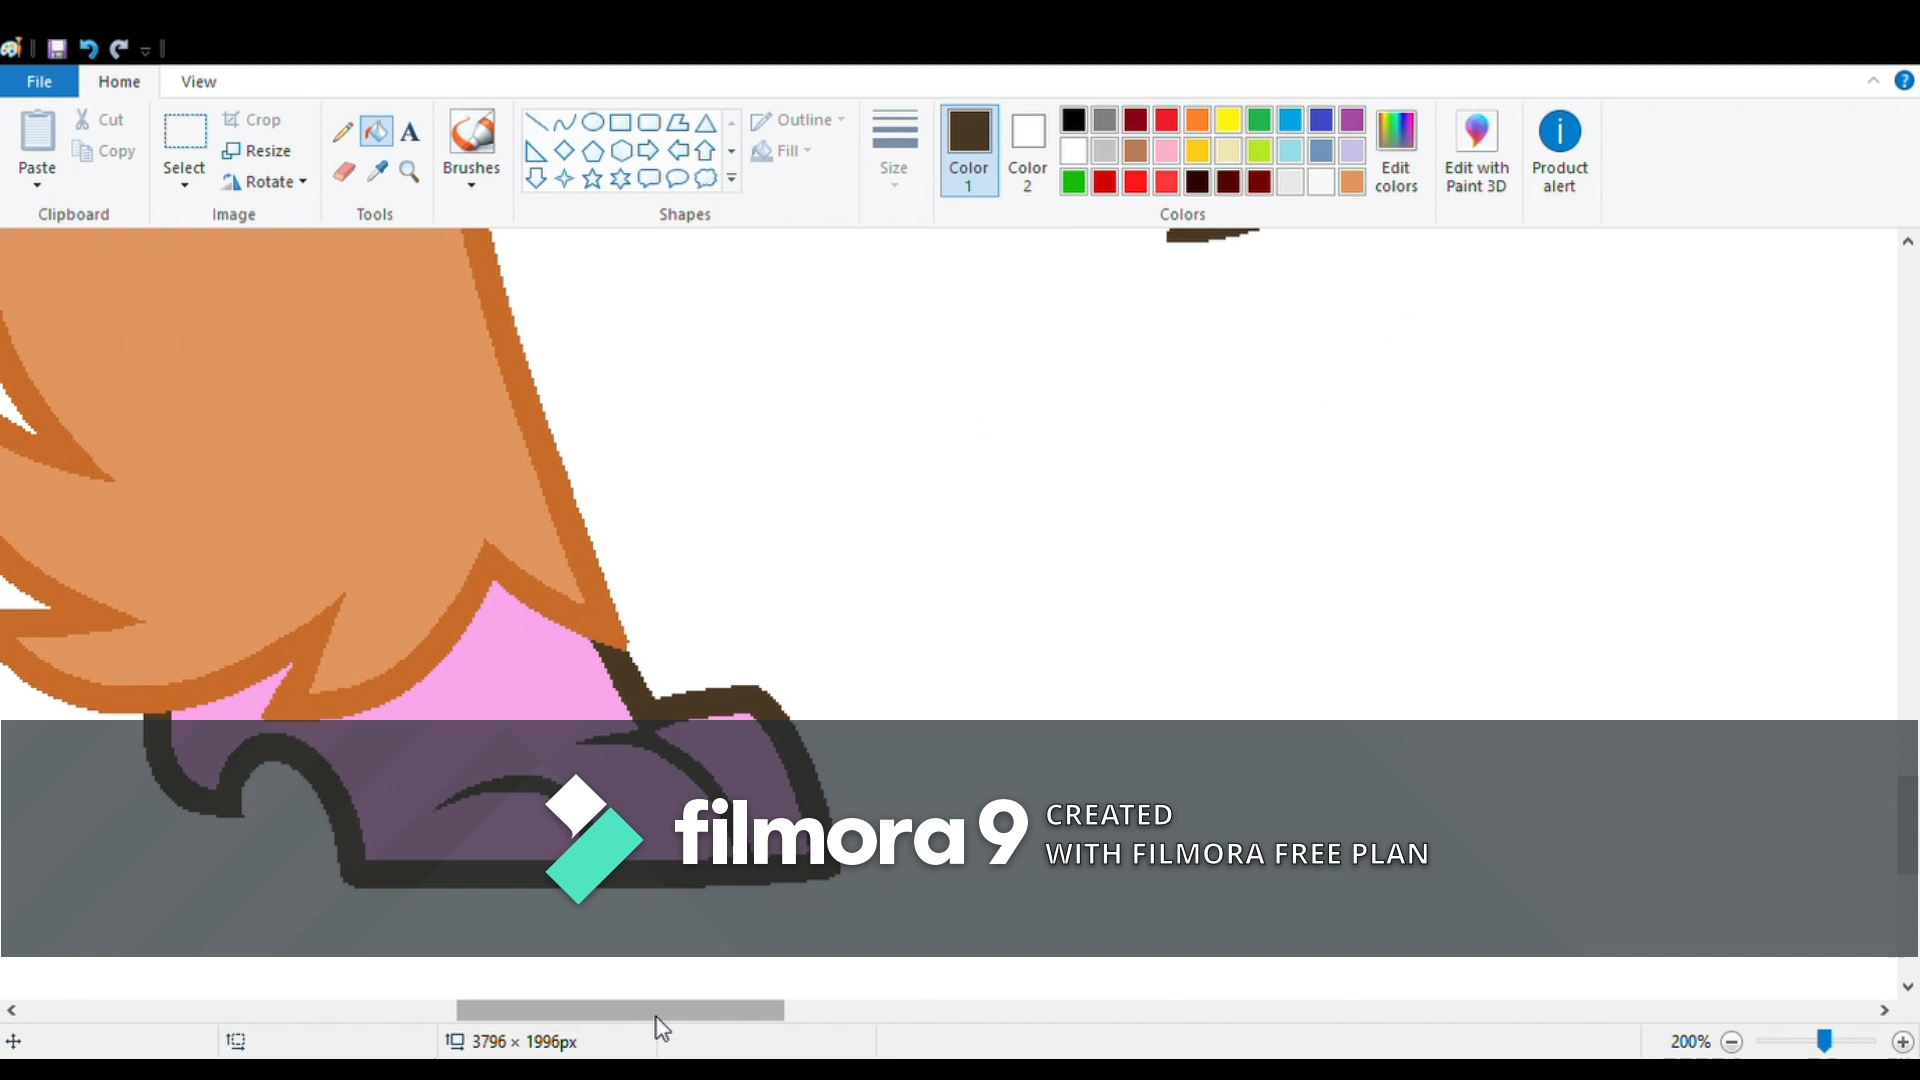 File Home View
Paste
Cut
Copy
Clipboard
Select
Crop
Resize
Rotate
Image
A
Tools
Brushes
Outline
Fill
Shapes
Size
Color
1
Color
2
Edit
colors
Colors
Edit with
Paint 3D
Product
alert
filmora9
CREATED
WITH FILMORA FREE PLAN
3796 × 1996px
200%